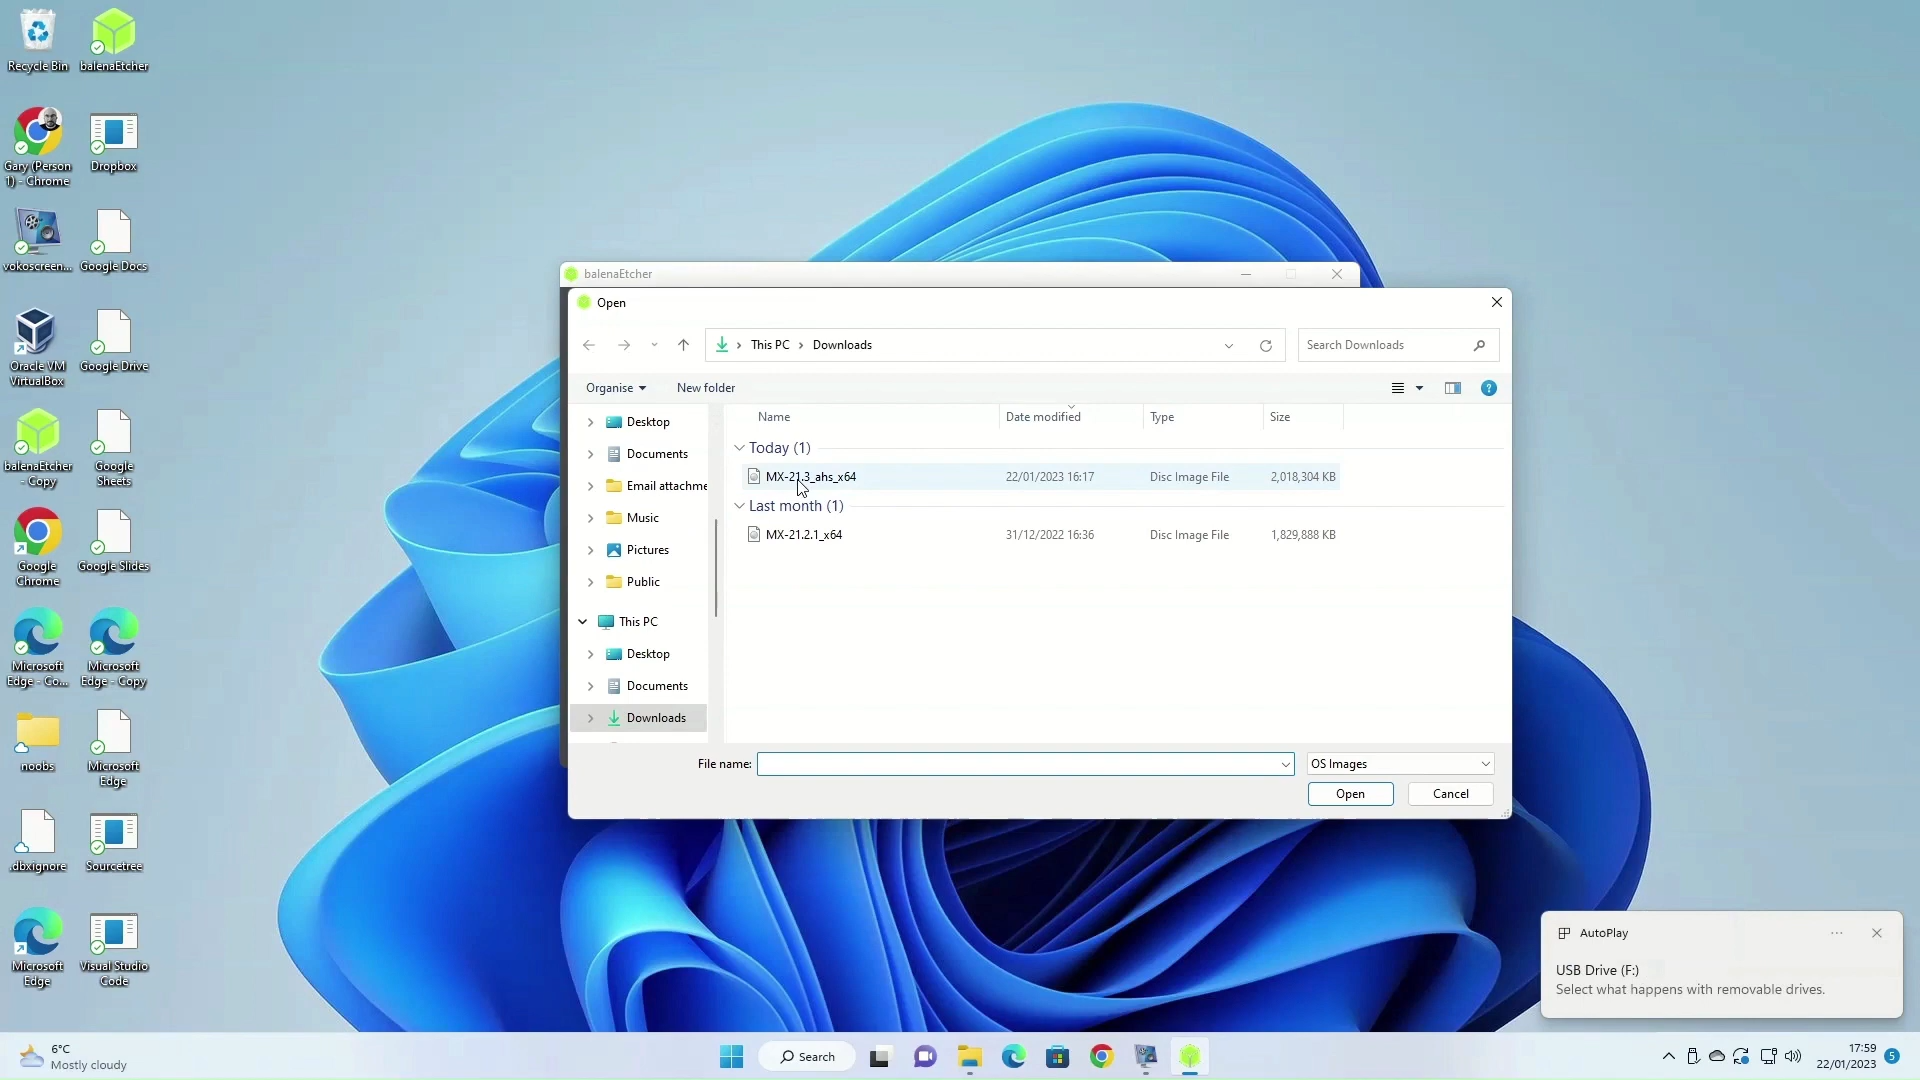 Recycle Bin
balenaEtcher
Gary (Person
1) - Chrome
Dropbox
vokoscreen...
Google Docs
Oracle VM
VirtualBox
Google Drive
balenaEtcher
- Copy
Google
Sheets
Google
Chrome
Google Slides
Microsoft
Edge - Co...
Microsoft
Edge - Copy
noobs
Microsoft
Edge
.dbxignore
Sourcetree
Microsoft
Edge
Visual Studio
Code
balenaEtcher
Open
This PC > Downloads
Search Downloads
Organise
New folder
Desktop
Documents
Email attachme
Music
Pictures
Public
This PC
Desktop
Documents
Downloads
Name Date modified Type Size
Today (1)
MX-21.3_ahs_x64 22/01/2023 16:17 Disc Image File 2,018,304 KB
Last month (1)
MX-21.2.1_x64 31/12/2022 16:36 Disc Image File 1,829,888 KB
File name:
OS Images
Open
Cancel
AutoPlay
USB Drive (F:)
Select what happens with removable drives.
6°C
Mostly cloudy
Search
17:59
22/01/2023
5